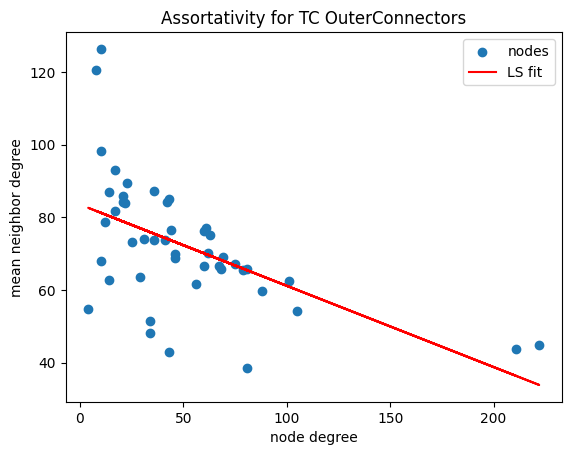 Assortativity for TC OuterConnectors
nodes
LS fit
mean neighbor degree
120
100
80
60
40
0
50
100
150
200
node degree